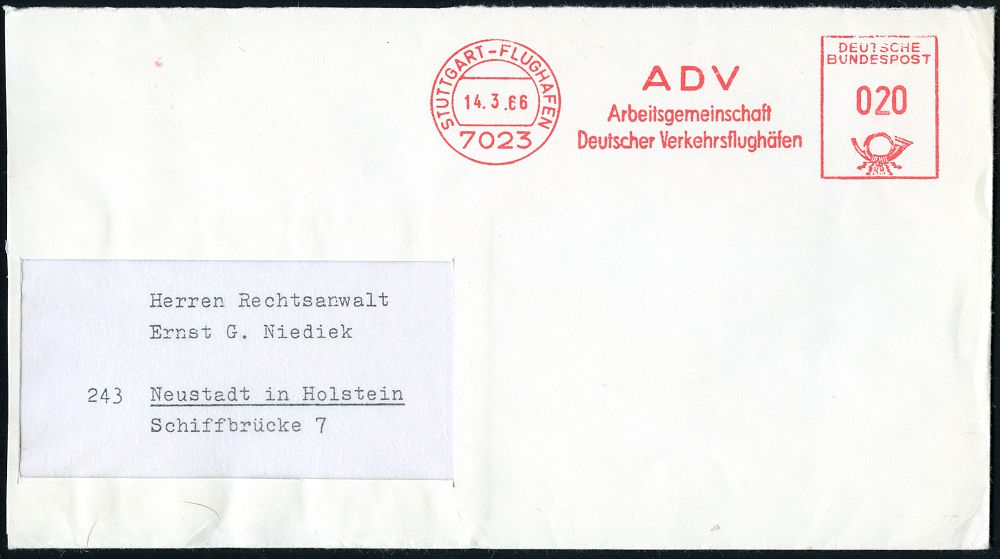 STUTTGART-FLUGHAFEN
14.3.66
7023
ADV
Arbeitsgemeinschaft
Deutscher Verkehrsflughäfen
DEUTSCHE
BUNDESPOST
020
Herren Rechtsanwalt
Ernst G. Niediek
243 Neustadt in Holstein
Schiffbrücke 7